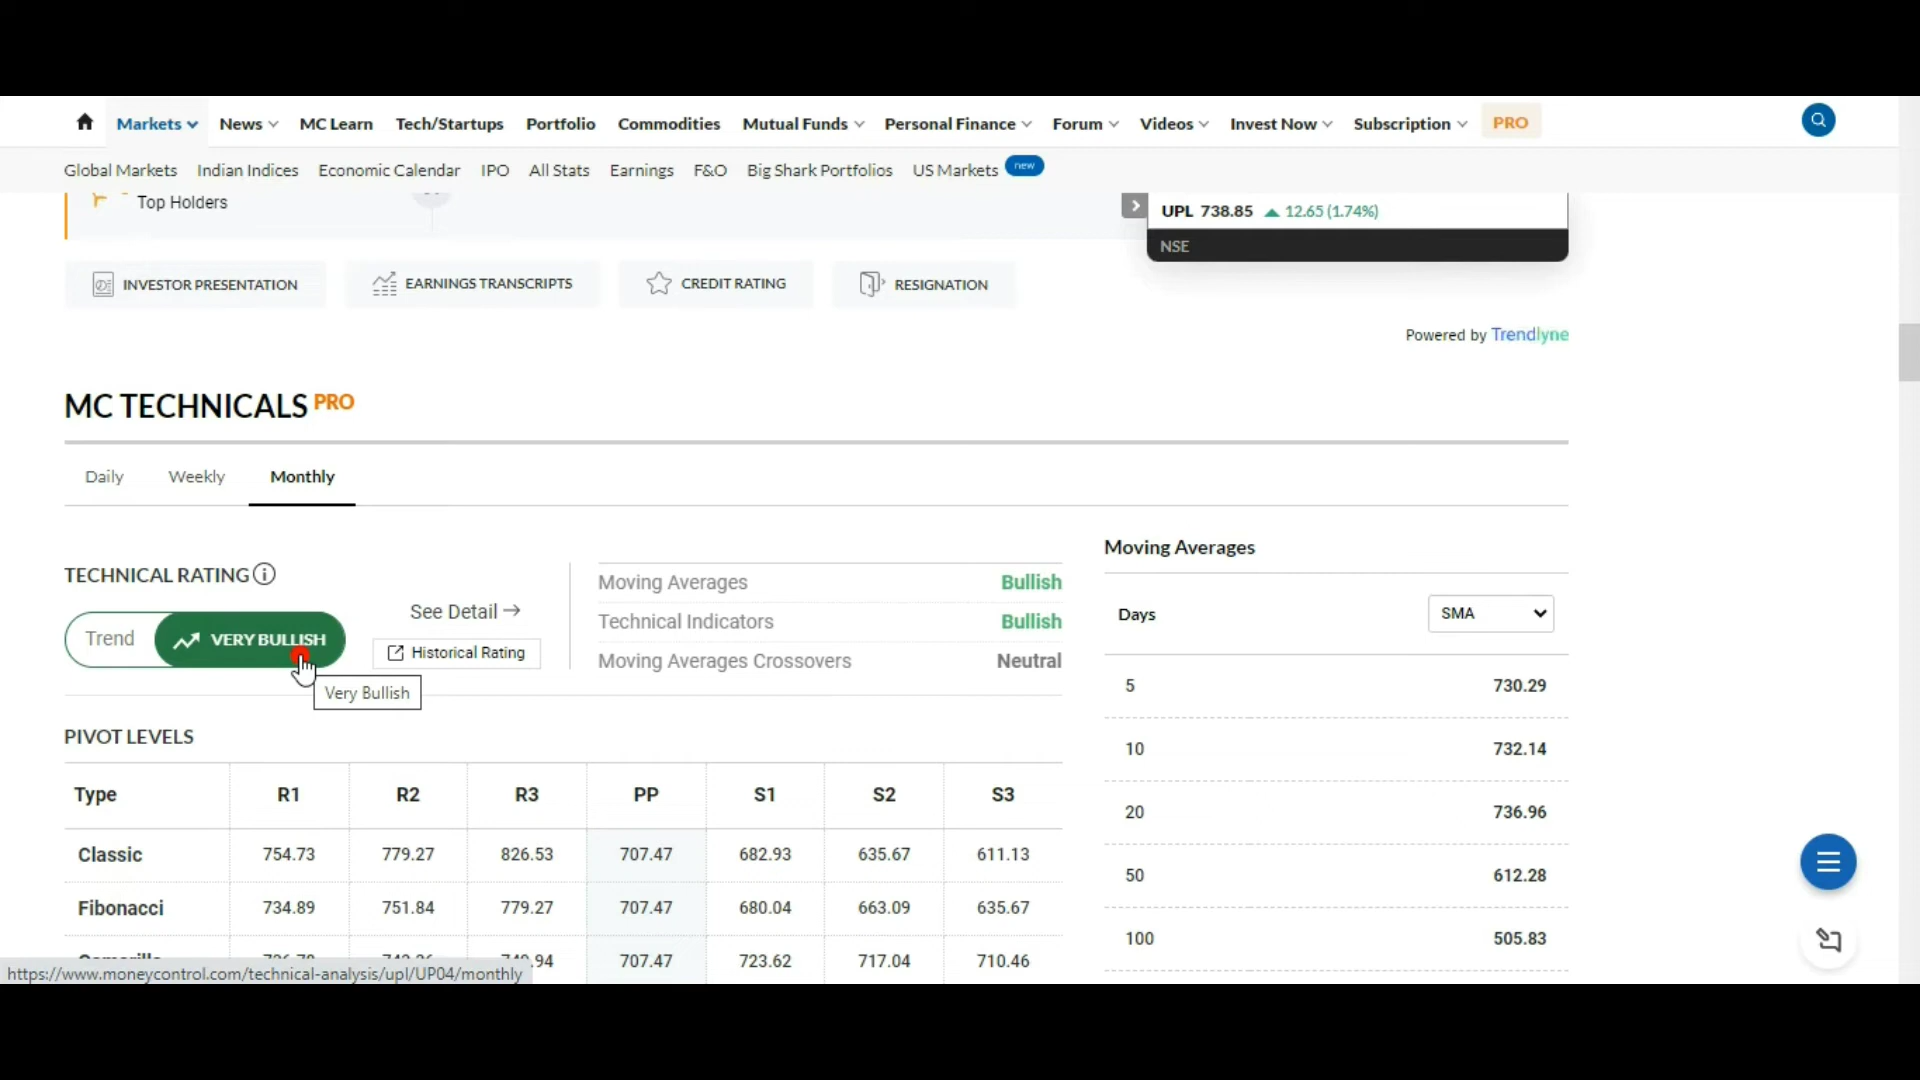 Markets News MC Learn Tech/Startups Portfolio Commodities Mutual Funds Personal Finance Forum Videos Invest Now Subscription PRO
Global Markets Indian Indices Economic Calendar IPO All Stats Earnings F&O Big Shark Portfolios US Markets new
Top Holders
UPL 738.85 12.65 (1.74%)
NSE
INVESTOR PRESENTATION EARNINGS TRANSCRIPTS CREDIT RATING RESIGNATION
Powered by Trendlyne
MC TECHNICALS PRO
Daily Weekly Monthly
TECHNICAL RATING
Trend VERY BULLISH
See Detail
Historical Rating
Very Bullish
Moving Averages Bullish
Technical Indicators Bullish
Moving Averages Crossovers Neutral
PIVOT LEVELS
Type R1 R2 R3 PP S1 S2 S3
Classic 754.73 779.27 826.53 707.47 682.93 635.67 611.13
Fibonacci 734.89 751.84 779.27 707.47 680.04 663.09 635.67
707.47 723.62 717.04 710.46
Moving Averages
Days SMA
5 730.29
10 732.14
20 736.96
50 612.28
100 505.83
https://www.moneycontrol.com/technical-analysis/upl/UP04/monthly